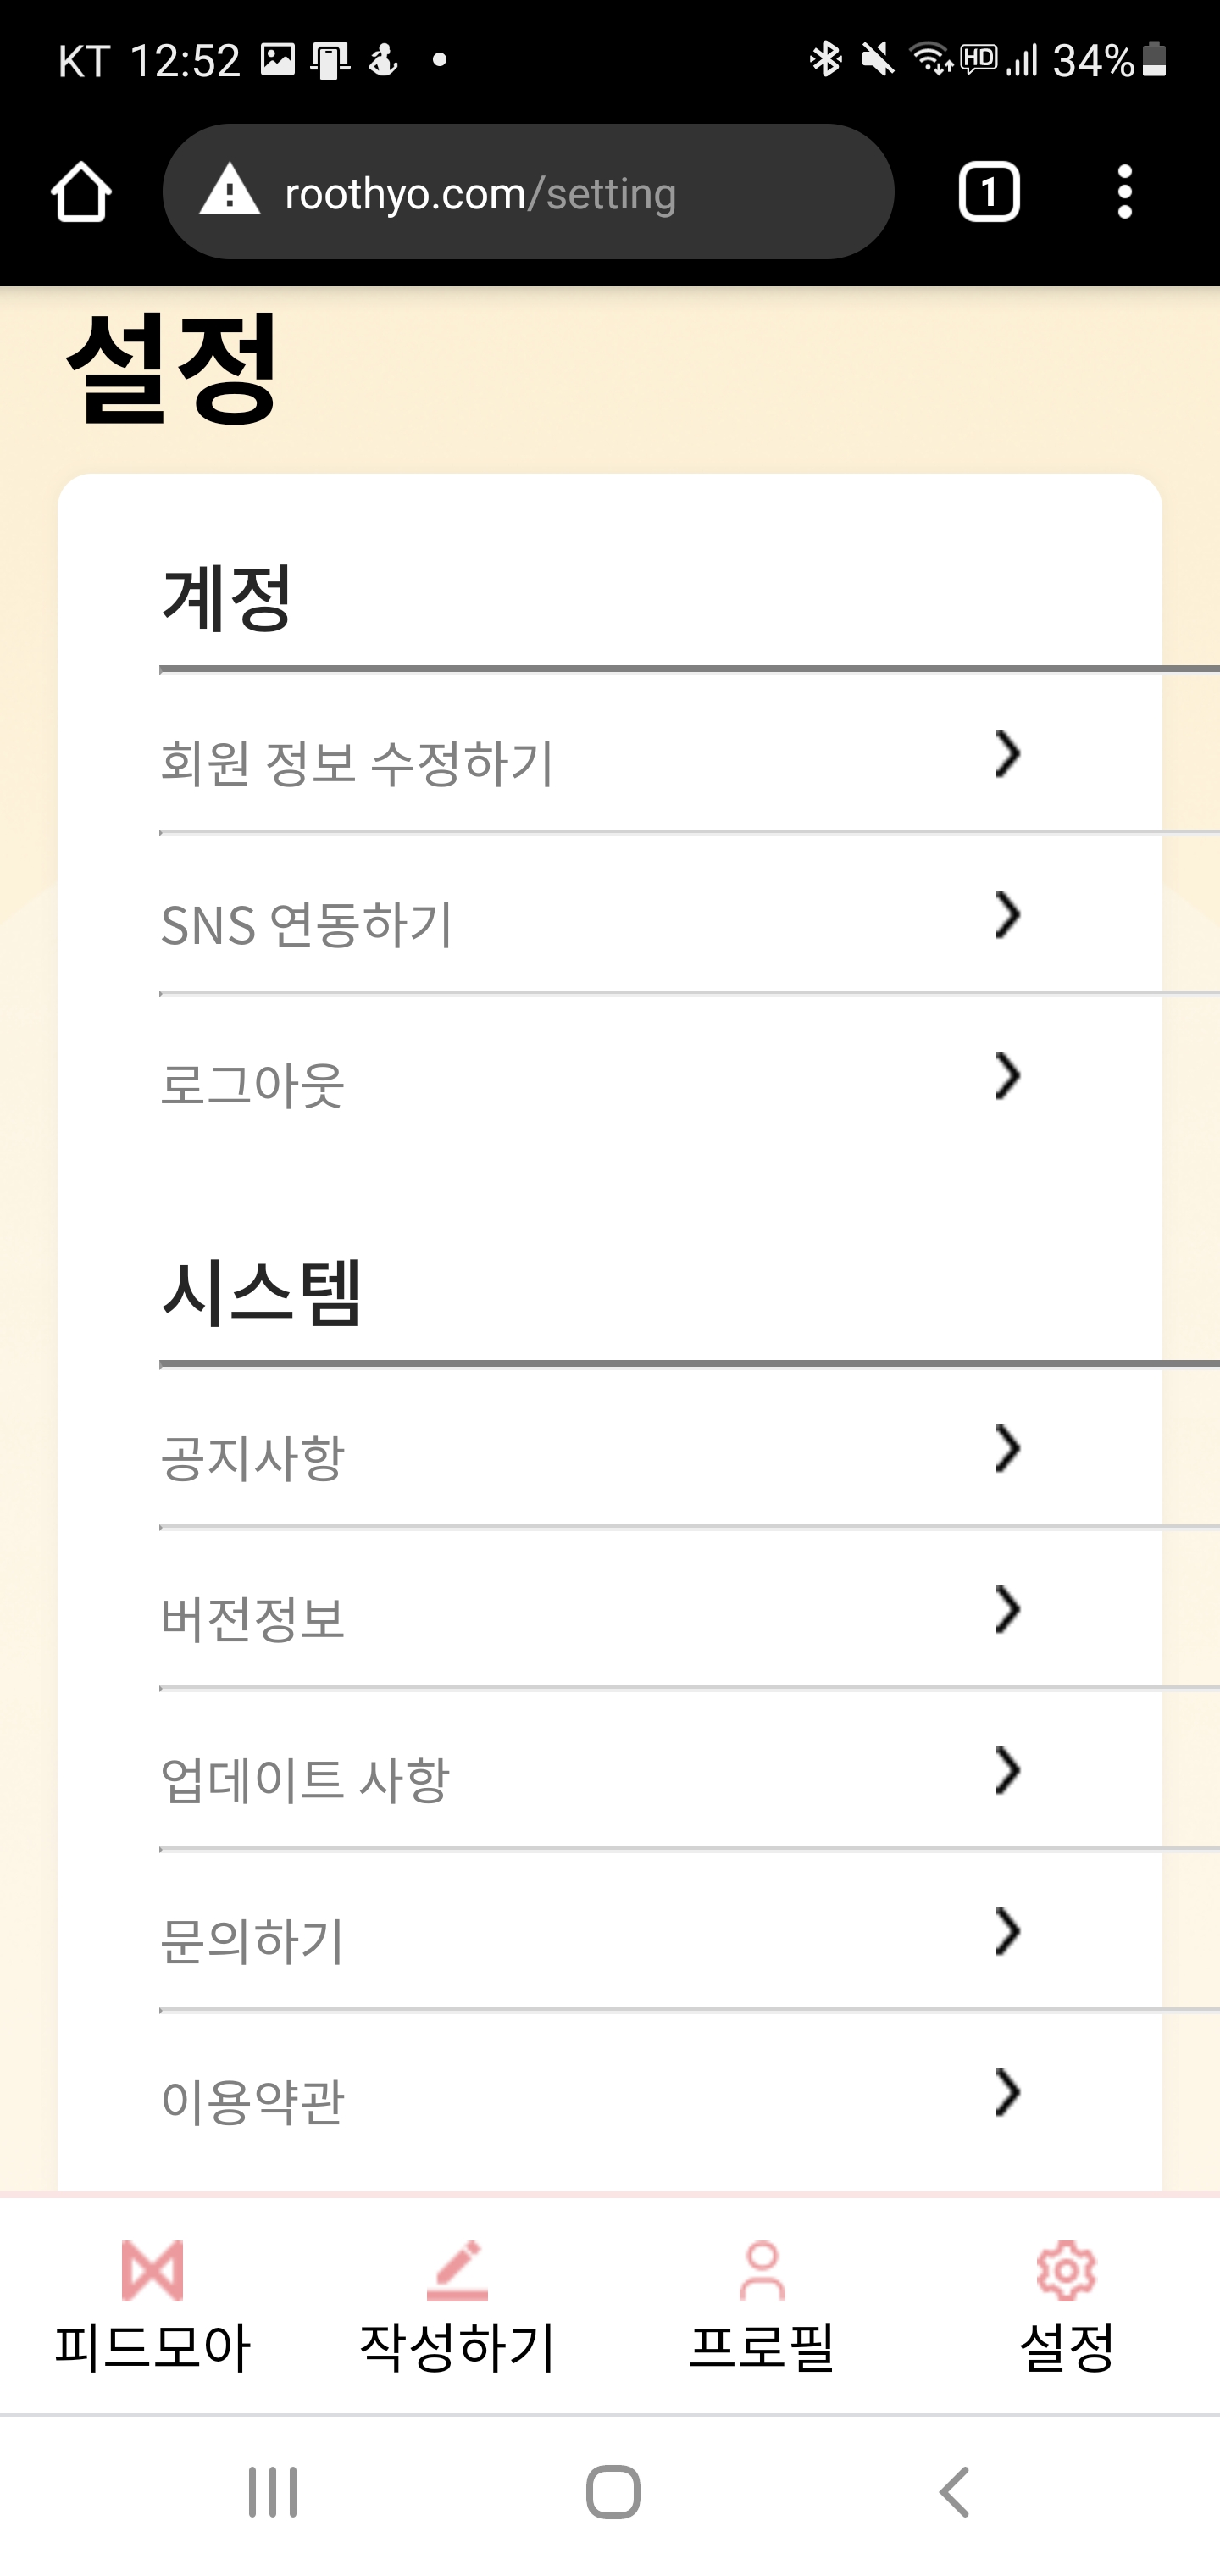 KT 12:52
HD 34%
roothyo.com/setting
1
설정
계정
회원 정보 수정하기
SNS 연동하기
로그아웃
시스템
공지사항
버전정보
업데이트 사항
문의하기
이용약관
피드모아 작성하기 프로필 설정